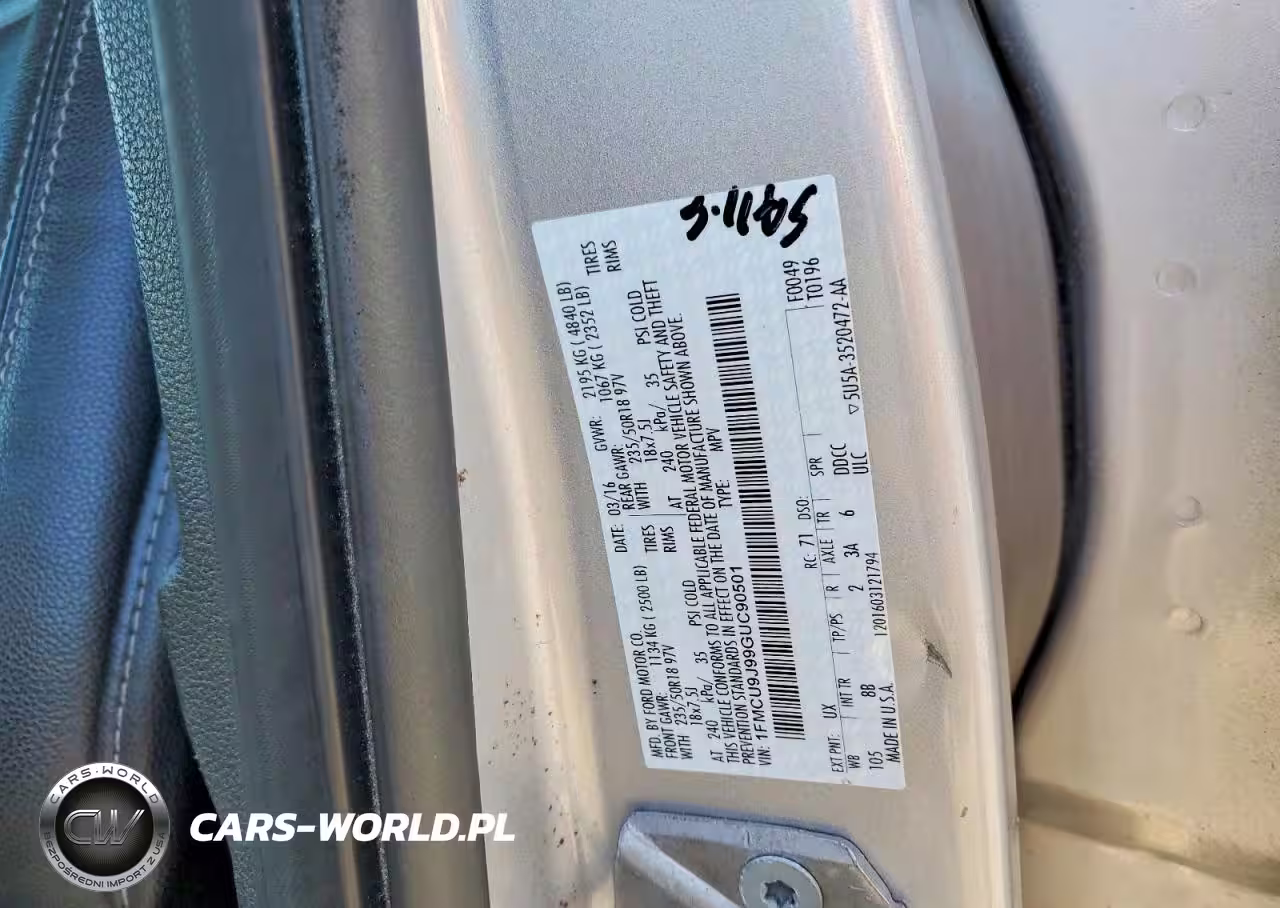 MFD. BY FORD MOTOR CO.
DATE: 03/16 GVWR: 2195 KG ( 4840 LB)
FRONT GAWR: 1134 KG ( 2500 LB) REAR GAWR: 1067 KG ( 2352 LB)
WITH 235/50R18 97V TIRES WITH 235/50R18 97V TIRES
18x7.5J RIMS 18x7.5J RIMS
AT 240 kPa/ 35 PSI COLD AT 240 kPa/ 35 PSI COLD
THIS VEHICLE CONFORMS TO ALL APPLICABLE FEDERAL MOTOR VEHICLE SAFETY AND THEFT
PREVENTION STANDARDS IN EFFECT ON THE DATE OF MANUFACTURE SHOWN ABOVE.
VIN: 1FMCU9J99GUC90501 TYPE: MPV
F0049
T0196
EXT PNT: UX RC: 71 DSO:
WB INT TR TP/PS R AXLE TR SPR
105 8B 2 3A 6 DDCC
ULC
MADE IN U.S.A. 1201603121794 ▽5U5A-3520472-AA
CARS-WORLD
CW
BEZPOŚREDNI IMPORT Z USA
CARS-WORLD.PL